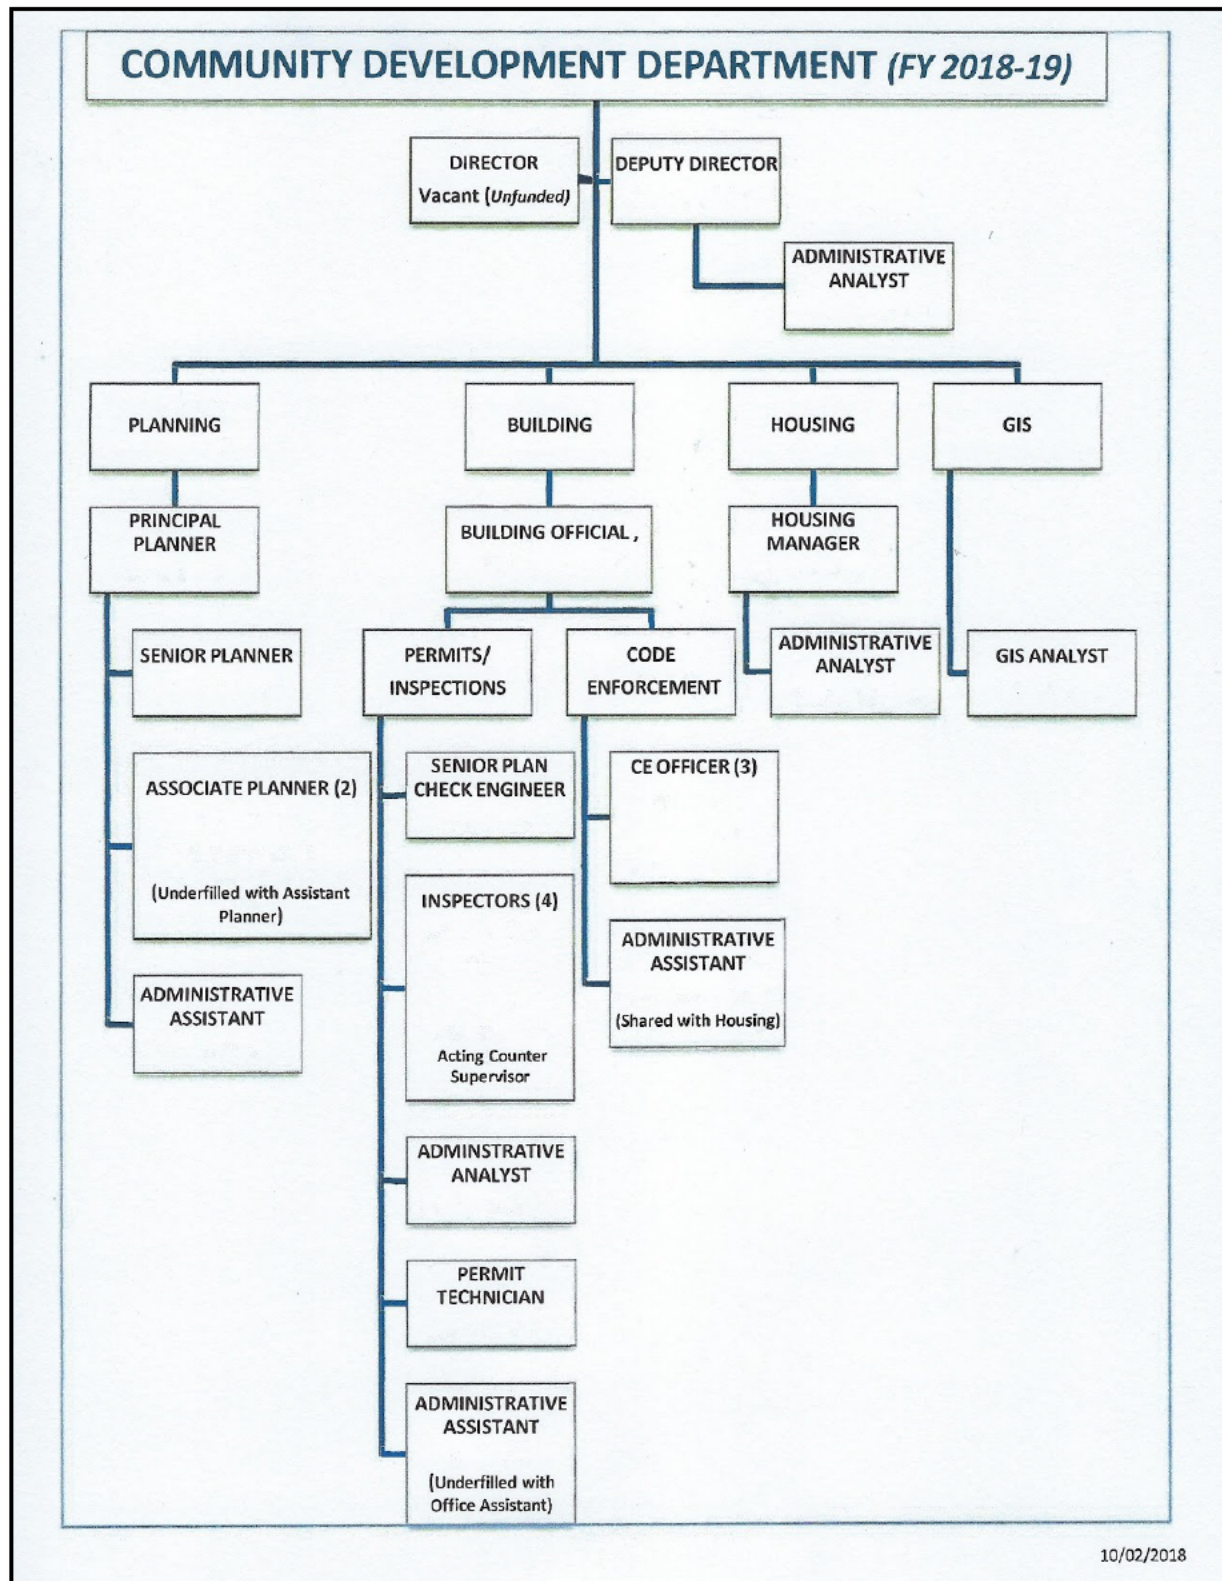 COMMUNITY DEVELOPMENT DEPARTMENT (FY 2018-19)
DIRECTOR
Vacant (Unfunded)
DEPUTY DIRECTOR
ADMINISTRATIVE
ANALYST
PLANNING
BUILDING
HOUSING
GIS
PRINCIPAL
PLANNER
BUILDING OFFICIAL ,
HOUSING
MANAGER
SENIOR PLANNER
PERMITS/
INSPECTIONS
CODE
ENFORCEMENT
ADMINISTRATIVE
ANALYST
GIS ANALYST
ASSOCIATE PLANNER (2)
(Underfilled with Assistant
Planner)
SENIOR PLAN
CHECK ENGINEER
CE OFFICER (3)
INSPECTORS (4)
Acting Counter
Supervisor
ADMINISTRATIVE
ASSISTANT
(Shared with Housing)
ADMINISTRATIVE
ASSISTANT
ADMINSTRATIVE
ANALYST
PERMIT
TECHNICIAN
ADMINISTRATIVE
ASSISTANT
(Underfilled with
Office Assistant)
10/02/2018